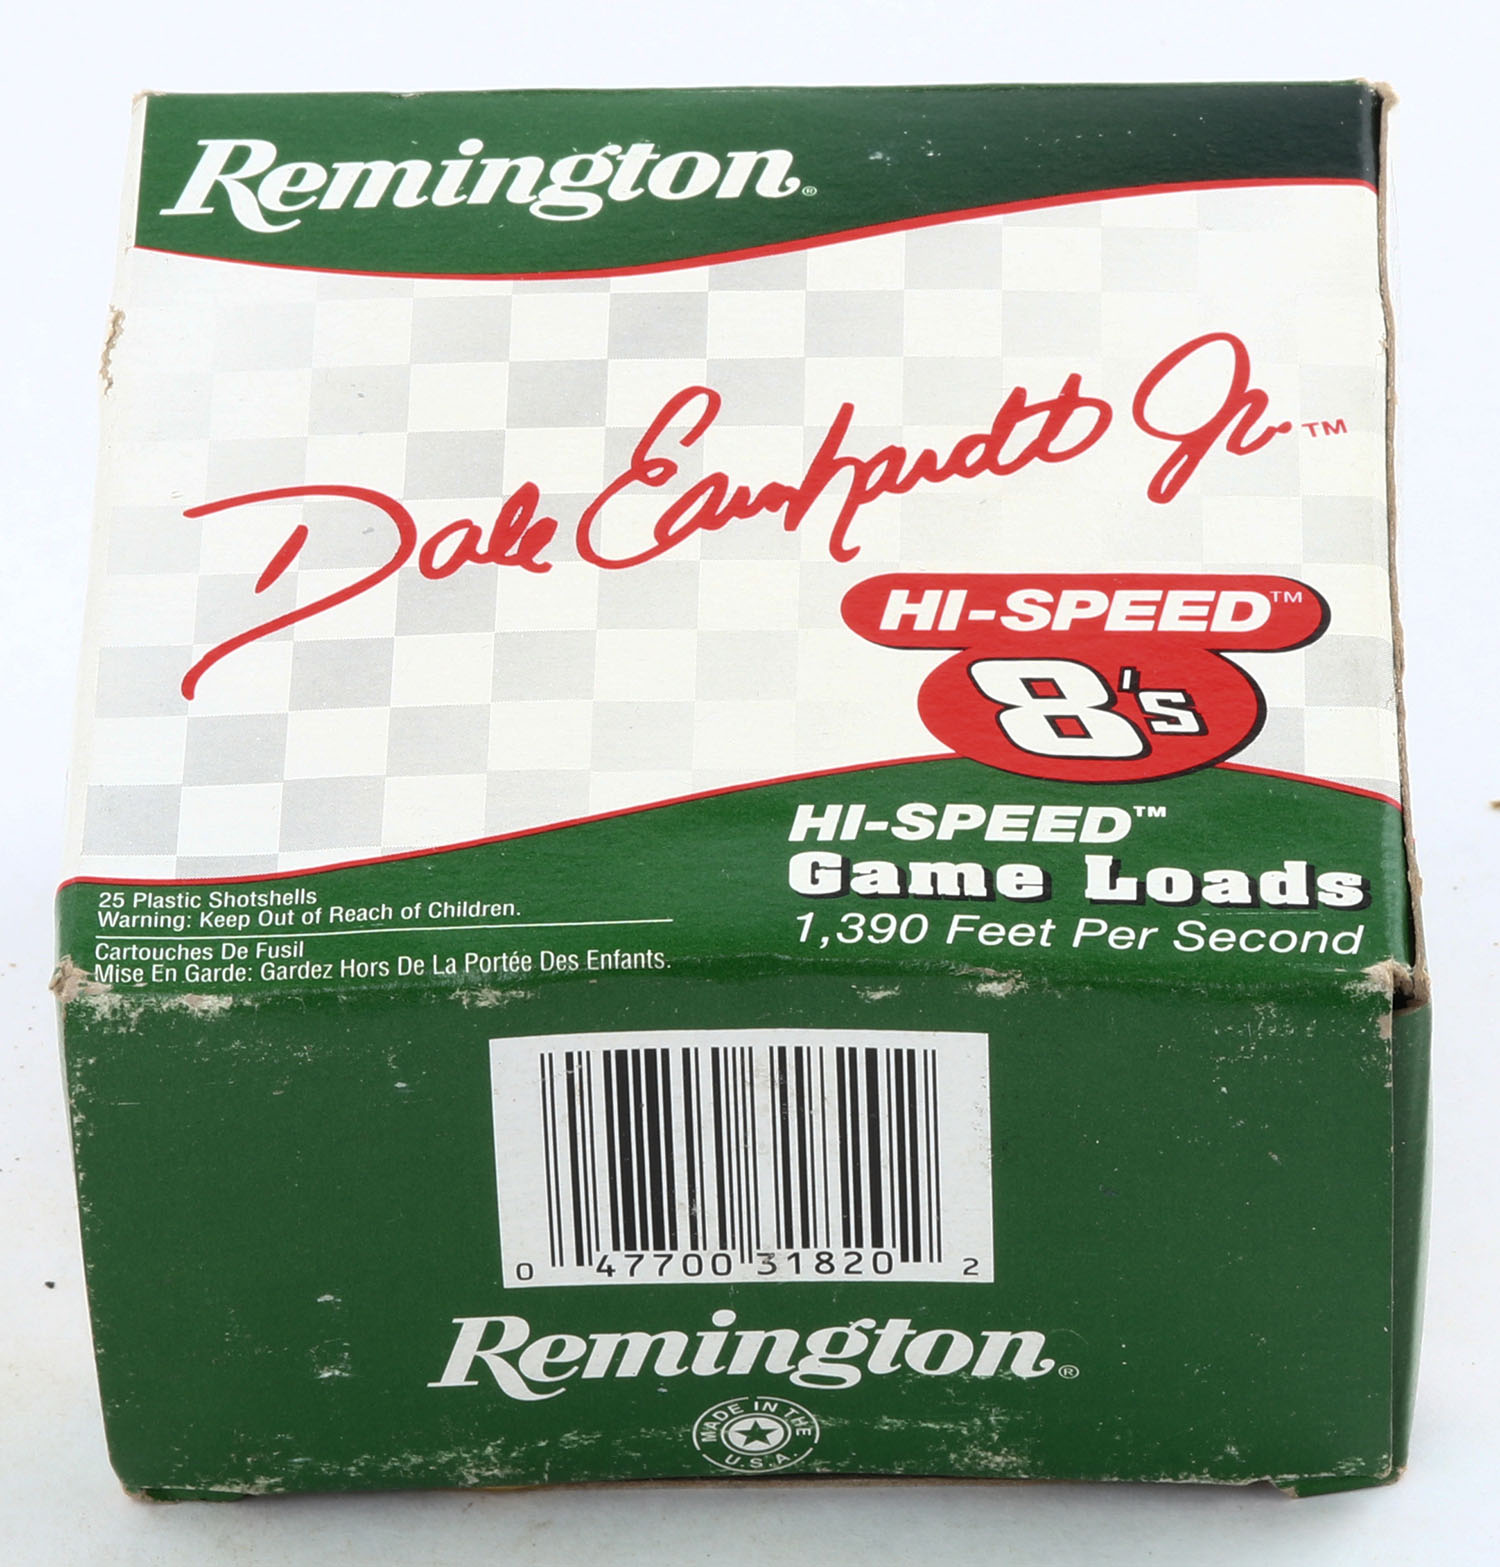 Remington®
Dale Earnhardt Jr.™
HI-SPEED™
8's
HI-SPEED™
Game Loads
1,390 Feet Per Second
25 Plastic Shotshells
Warning: Keep Out of Reach of Children.
Cartouches De Fusil
Mise En Garde: Gardez Hors De La Portée Des Enfants.
0 47700 31820 2
Remington®
MADE IN THE
U.S.A.